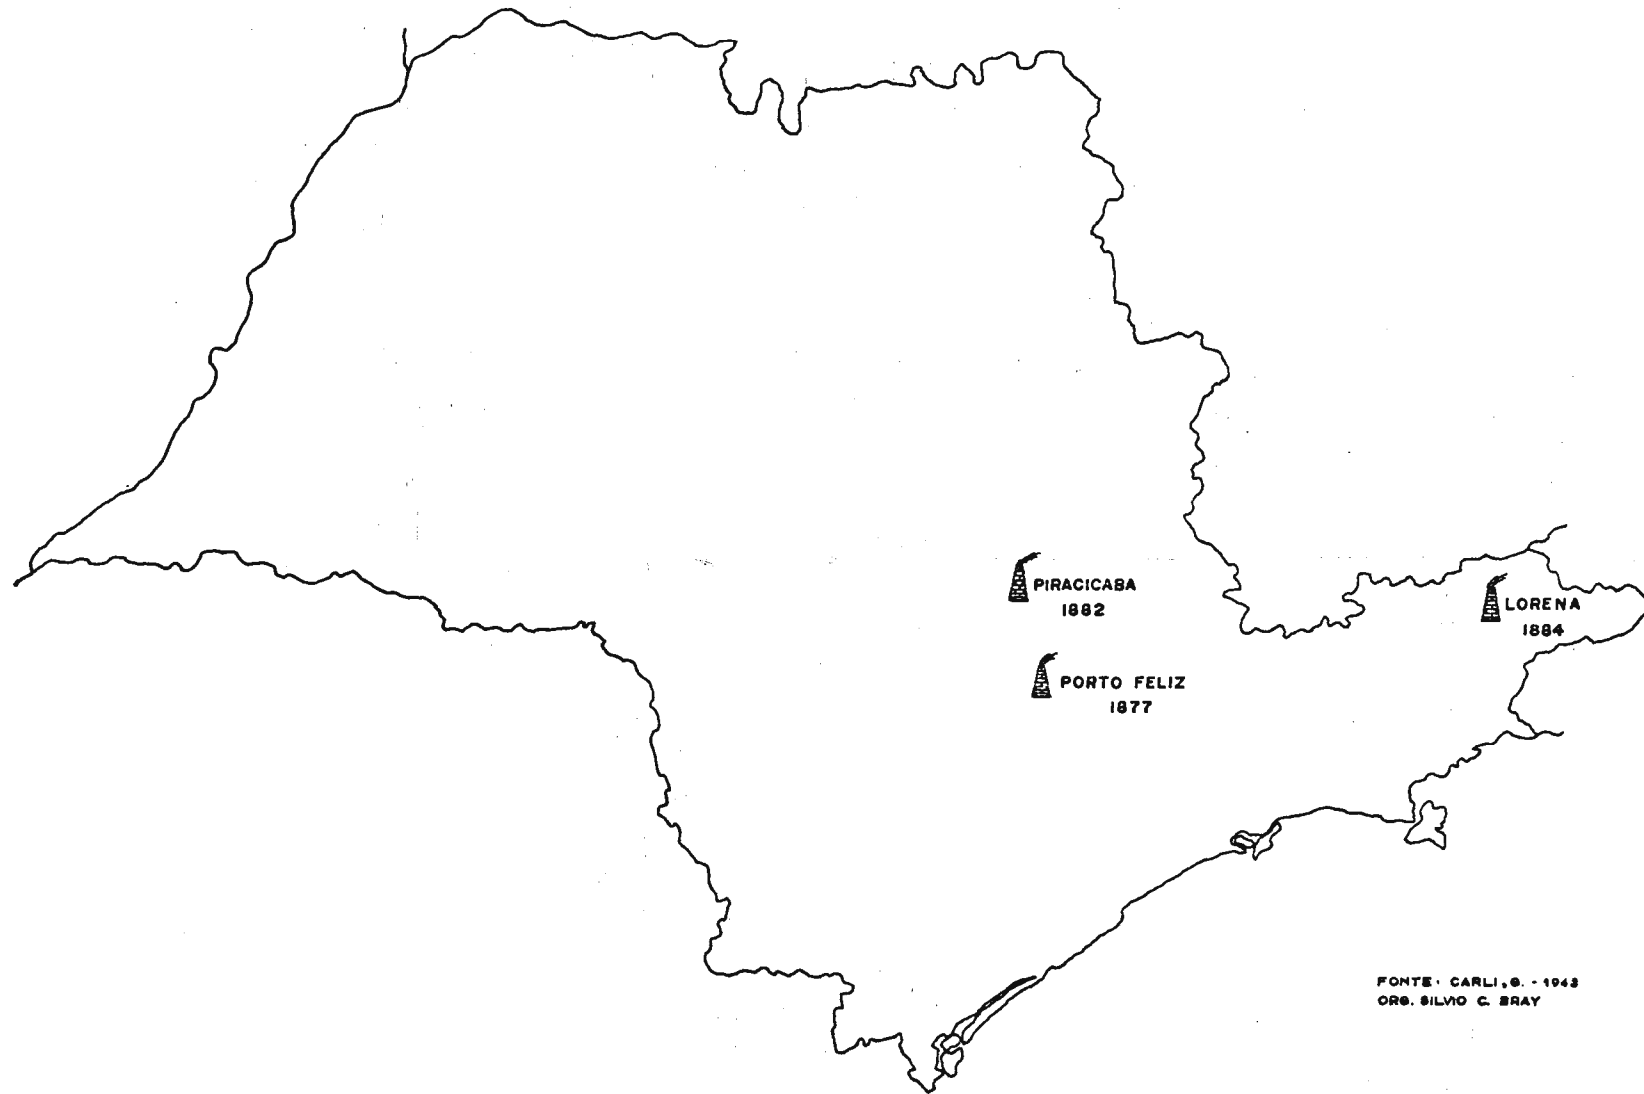 PIRACICABA
1882
LORENA
1884
PORTO FELIZ
1877
FONTE: CARLI, G. - 1943
ORG. SILVIO C. BRAY